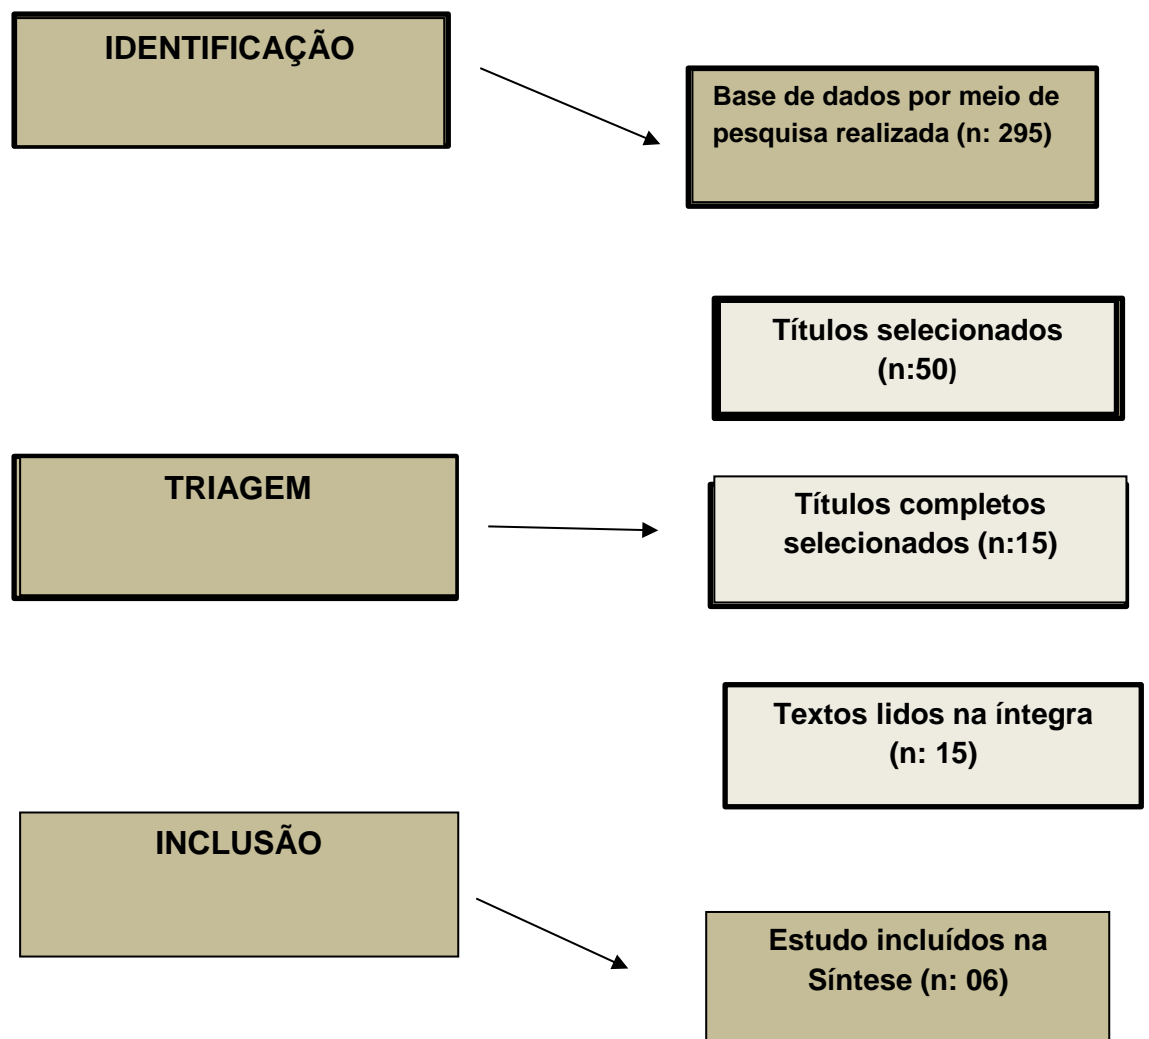 IDENTIFICAÇÃO
Base de dados por meio de
pesquisa realizada (n: 295)
Títulos selecionados
(n:50)
TRIAGEM
Títulos completos
selecionados (n:15)
Textos lidos na íntegra
(n: 15)
INCLUSÃO
Estudo incluídos na
Síntese (n: 06)